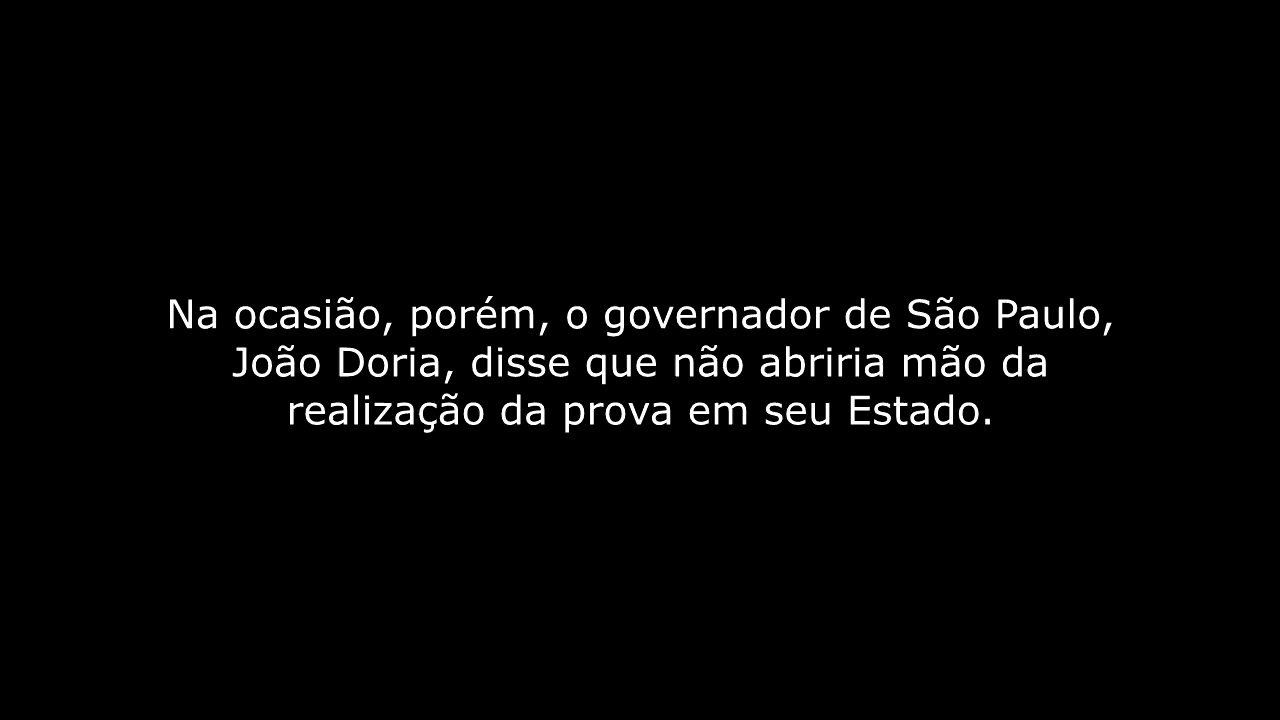 Na ocasião, porém, o governador de São Paulo,
João Doria, disse que não abriria mão da
realização da prova em seu Estado.